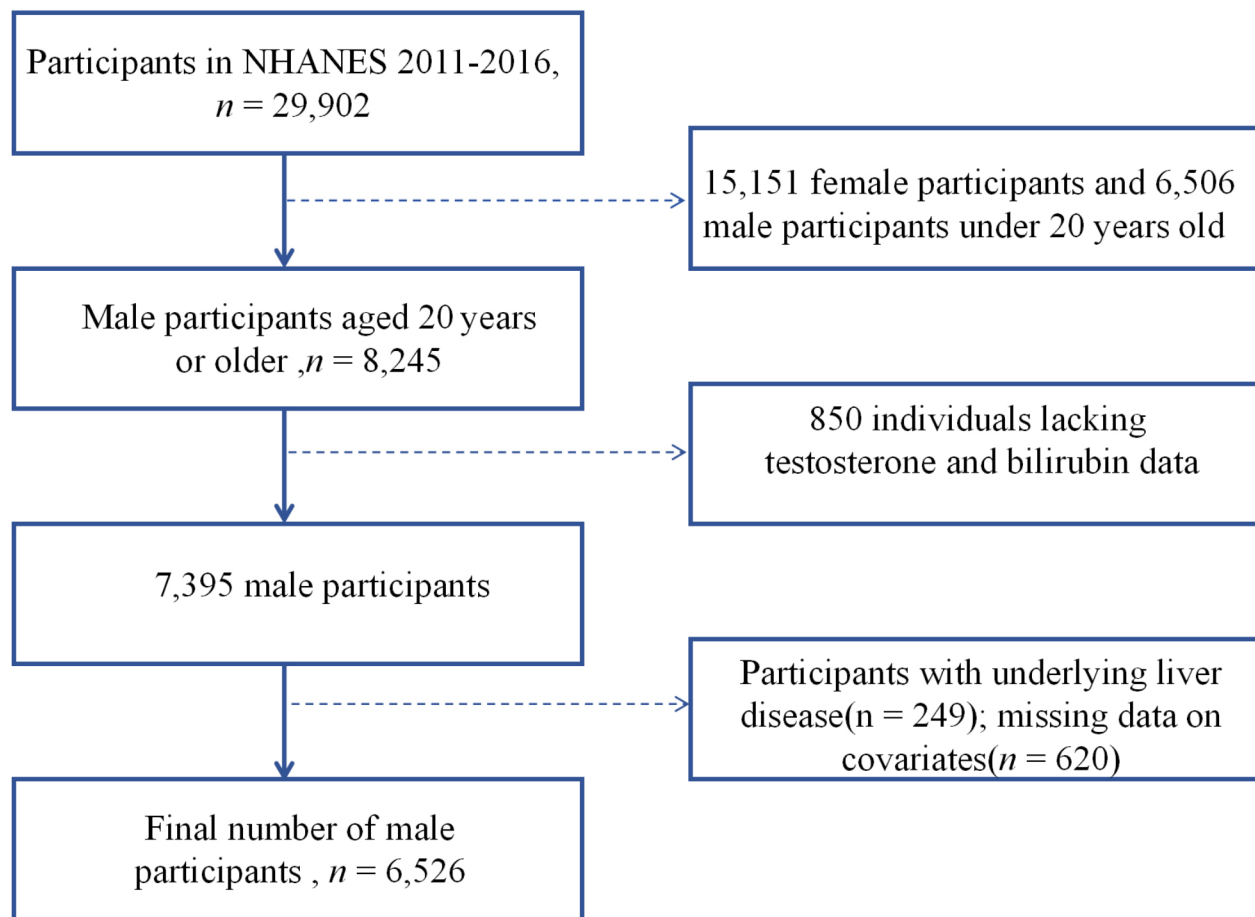 Participants in NHANES 2011-2016,
n = 29,902
15,151 female participants and 6,506
male participants under 20 years old
Male participants aged 20 years
or older ,n = 8,245
850 individuals lacking
testosterone and bilirubin data
7,395 male participants
Participants with underlying liver
disease(n = 249); missing data on
covariates(n = 620)
Final number of male
participants , n = 6,526